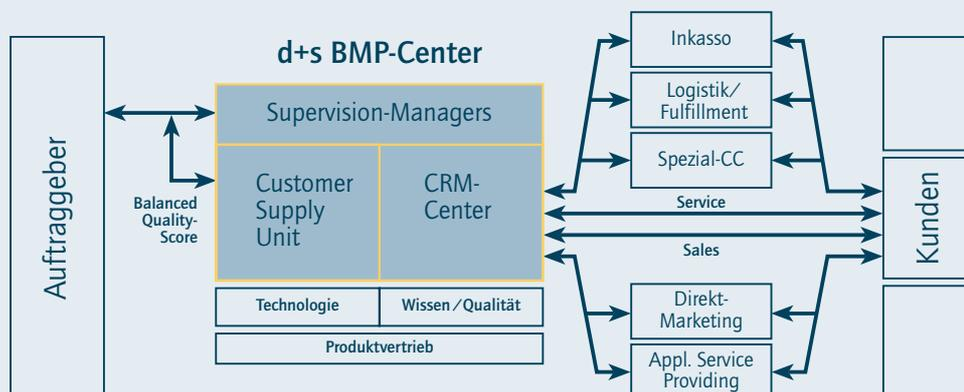 d+s BMP-Center
Auftraggeber
Balanced
Quality-
Score
Supervision-Managers
Customer
Supply
Unit
CRM-
Center
Technologie
Wissen/Qualität
Produktvertrieb
Inkasso
Logistik/
Fulfillment
Spezial-CC
Service
Sales
Direkt-
Marketing
Appl. Service
Providing
Kunden